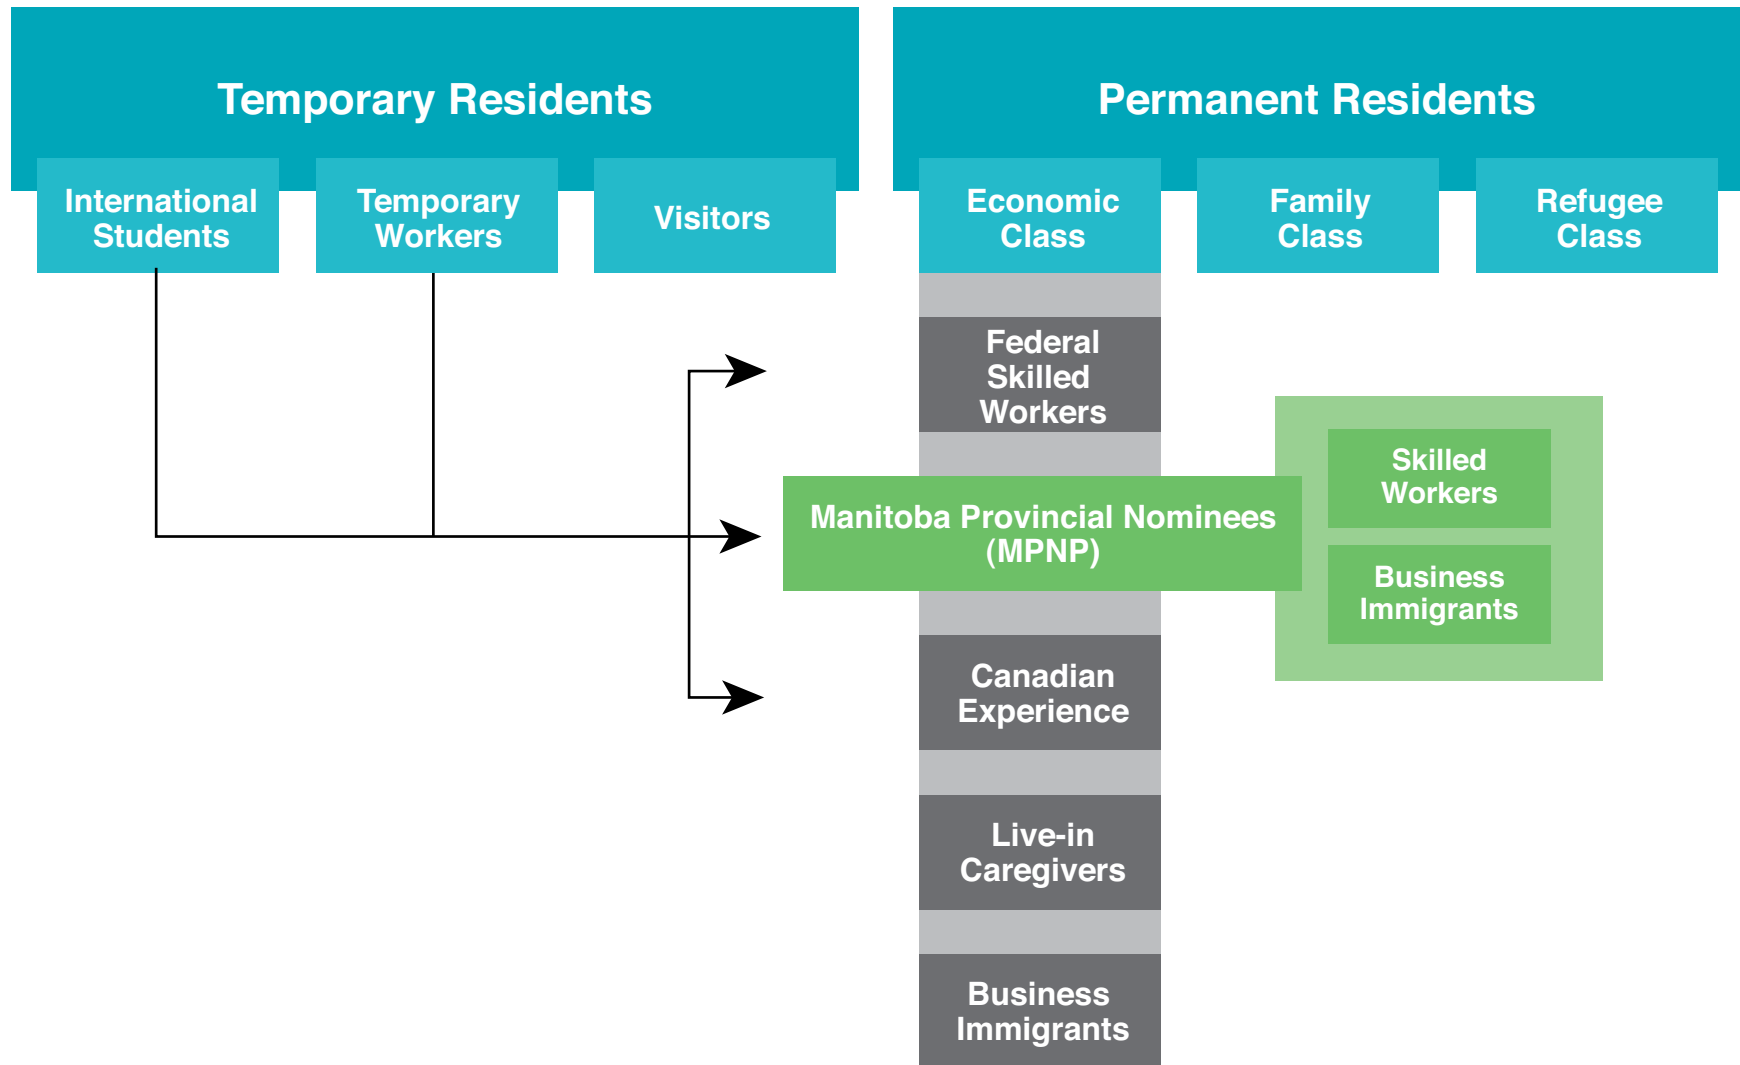 Temporary Residents
Permanent Residents
International
Students
Temporary
Workers
Visitors
Economic
Class
Family
Class
Refugee
Class
Federal
Skilled
Workers
Manitoba Provincial Nominees
(MPNP)
Skilled
Workers
Business
Immigrants
Canadian
Experience
Live-in
Caregivers
Business
Immigrants